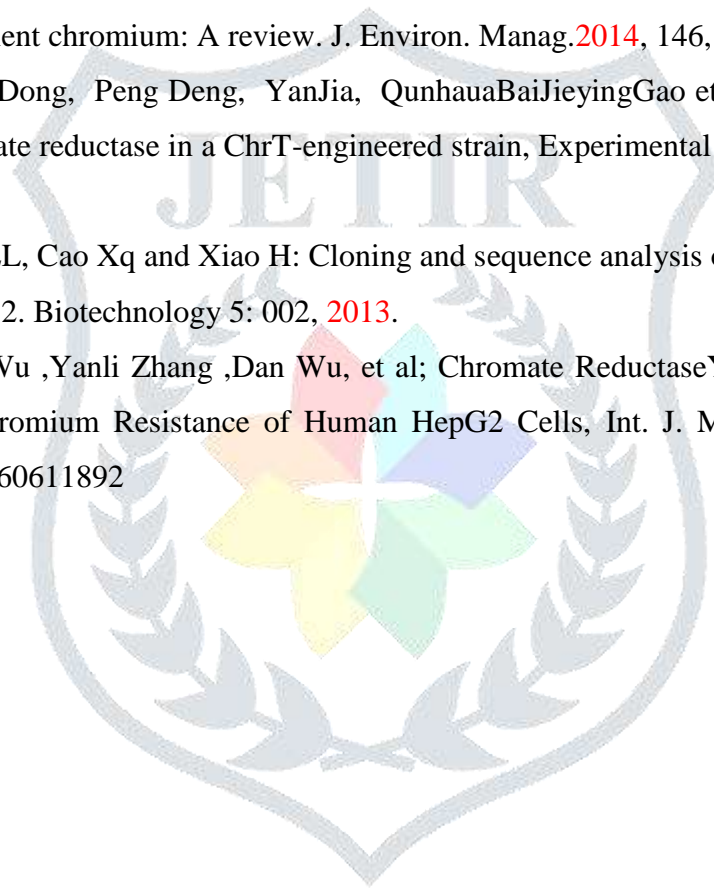 ent chromium: A review. J. Environ. Manag.2014, 146,
Dong, Peng Deng, YanJia, QunhauaBaiJieyingGao et
ate reductase in a ChrT-engineered strain, Experimental
JETIR
L, Cao Xq and Xiao H: Cloning and sequence analysis
2. Biotechnology 5: 002, 2013.
Wu ,Yanli Zhang ,Dan Wu, et al; Chromate ReductaseY
romium Resistance of Human HepG2 Cells, Int. J. M
60611892